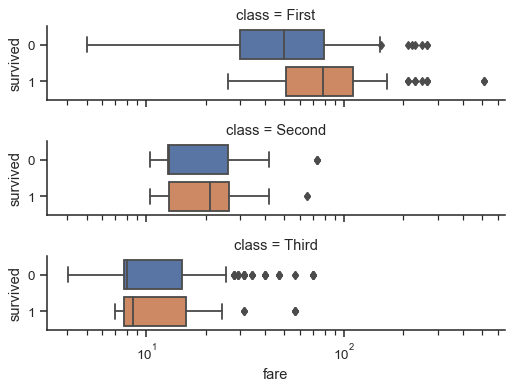 class = First
survived
0
1
class = Second
survived
0
1
class = Third
survived
0
1
10¹ 10²
fare